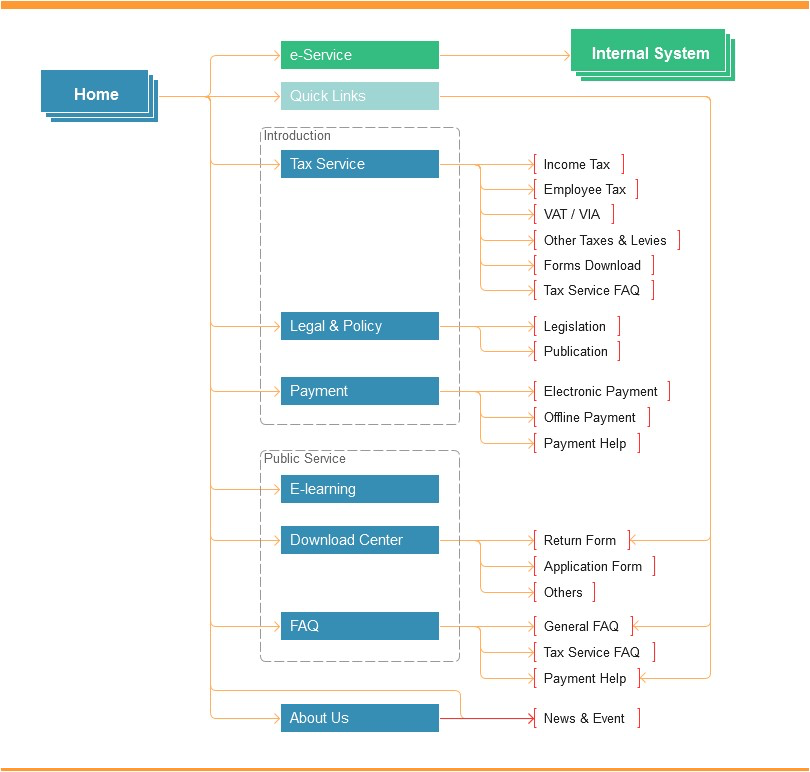 Home
e-Service
Internal System
Quick Links
Introduction
Tax Service
Income Tax
Employee Tax
VAT / VIA
Other Taxes & Levies
Forms Download
Tax Service FAQ
Legal & Policy
Legislation
Publication
Payment
Electronic Payment
Offline Payment
Payment Help
Public Service
E-learning
Download Center
Return Form
Application Form
Others
FAQ
General FAQ
Tax Service FAQ
Payment Help
About Us
News & Event